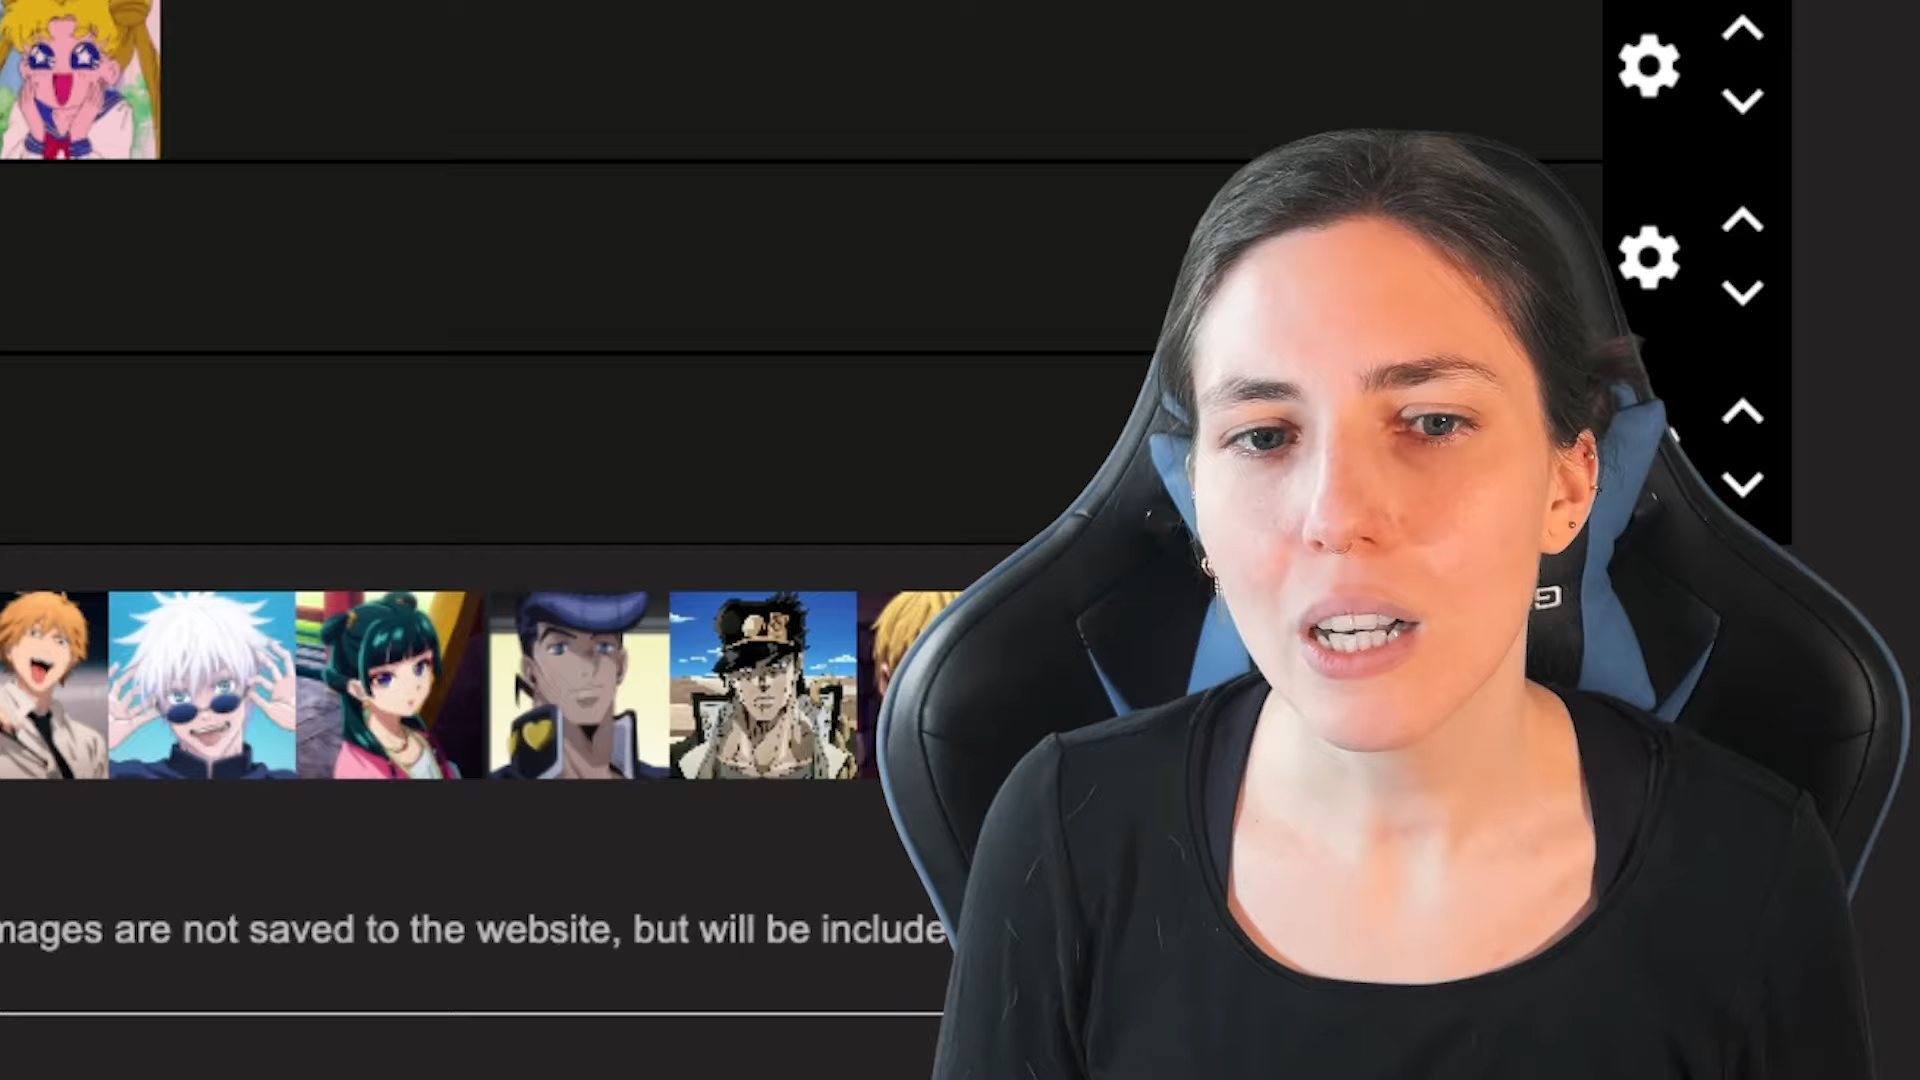 mages are not saved to the website, but will be include